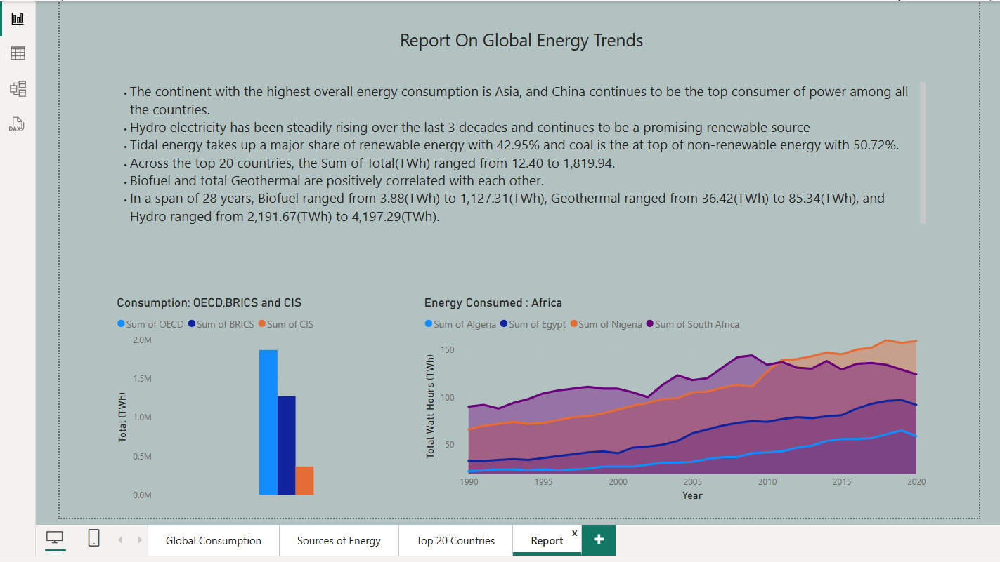 Report On Global Energy Trends
• The continent with the highest overall energy consumption is Asia, and China continues to be the top consumer of power among all
the countries.
• Hydro electricity has been steadily rising over the last 3 decades and continues to be a promising renewable source
• Tidal energy takes up a major share of renewable energy with 42.95% and coal is the at top of non-renewable energy with 50.72%.
• Across the top 20 countries, the Sum of Total(TWh) ranged from 12.40 to 1,819.94.
• Biofuel and total Geothermal are positively correlated with each other.
• In a span of 28 years, Biofuel ranged from 3.88(TWh) to 1,127.31(TWh), Geothermal ranged from 36.42(TWh) to 85.34(TWh), and
Hydro ranged from 2,191.67(TWh) to 4,197.29(TWh).
DAX
Consumption: OECD,BRICS and CIS
Sum of OECD Sum of BRICS Sum of CIS
2.0M
1.5M
1.0M
0.5M
0.0M
Total (TWh)
Energy Consumed : Africa
Sum of Algeria Sum of Egypt Sum of Nigeria Sum of South Africa
150
100
50
Total Watt Hours (TWh)
1990 1995 2000 2005 2010 2015 2020
Year
Global Consumption
Sources of Energy
Top 20 Countries
Report x
+